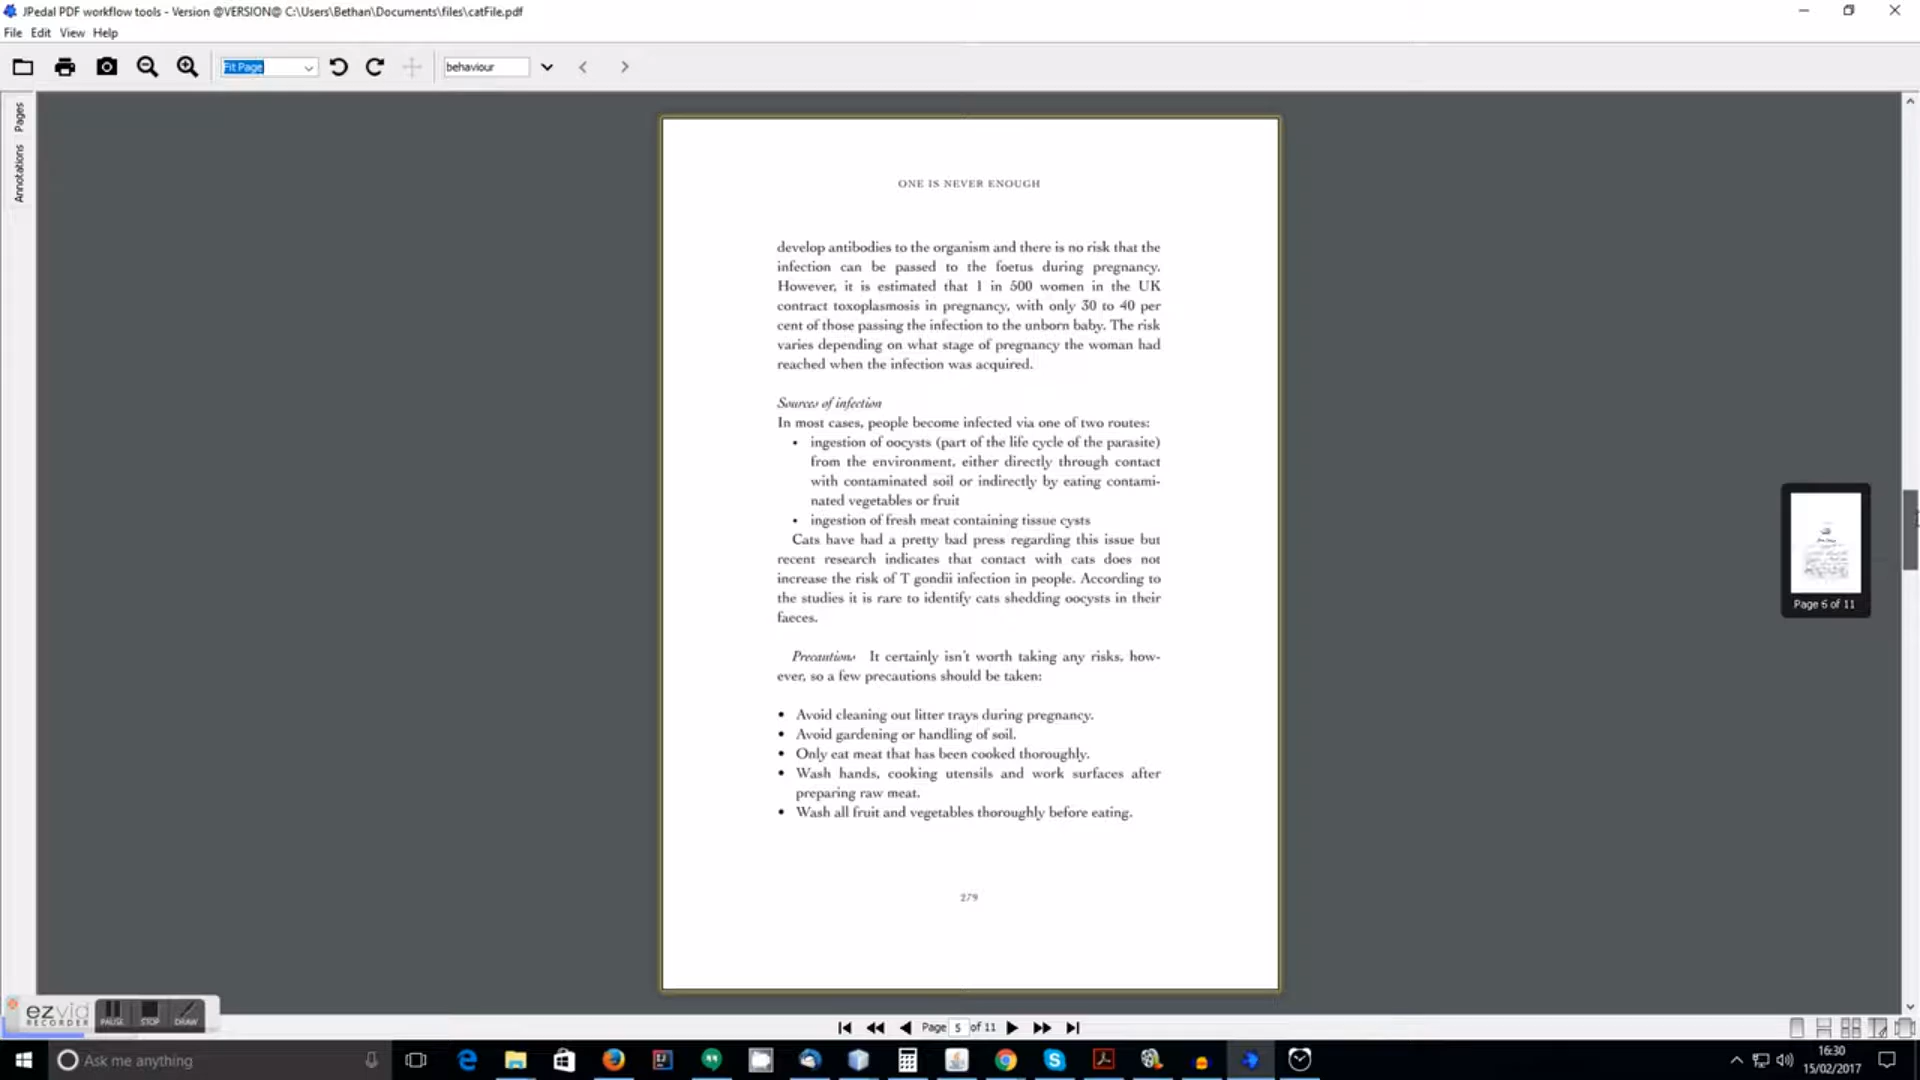 JPedal PDF workflow tools - Version @VERSION@ C:\Users\Bethan\Documents\files\catFile.pdf
File Edit View Help
Fit Page
behaviour
Pages
Annotations
ONE IS NEVER ENOUGH
develop antibodies to the organism and there is no risk that the
infection can be passed to the foetus during pregnancy.
However, it is estimated that 1 in 500 women in the UK
contract toxoplasmosis in pregnancy, with only 30 to 40 per
cent of those passing the infection to the unborn baby. The risk
varies depending on what stage of pregnancy the woman had
reached when the infection was acquired.
Sources of infection
In most cases, people become infected via one of two routes:
• ingestion of oocysts (part of the life cycle of the parasite)
from the environment, either directly through contact
with contaminated soil or indirectly by eating contami-
nated vegetables or fruit
• ingestion of fresh meat containing tissue cysts
Cats have had a pretty bad press regarding this issue but
recent research indicates that contact with cats does not
increase the risk of T gondii infection in people. According to
the studies it is rare to identify cats shedding oocysts in their
faeces.
Precautions It certainly isn't worth taking any risks, how-
ever, so a few precautions should be taken:
• Avoid cleaning out litter trays during pregnancy.
• Avoid gardening or handling of soil.
• Only eat meat that has been cooked thoroughly.
• Wash hands, cooking utensils and work surfaces after
preparing raw meat.
• Wash all fruit and vegetables thoroughly before eating.
279
Page 6 of 11
ezvid
RECORDER
PAUSE STOP DRAW
Page 5 of 11
Ask me anything
16:30
15/02/2017